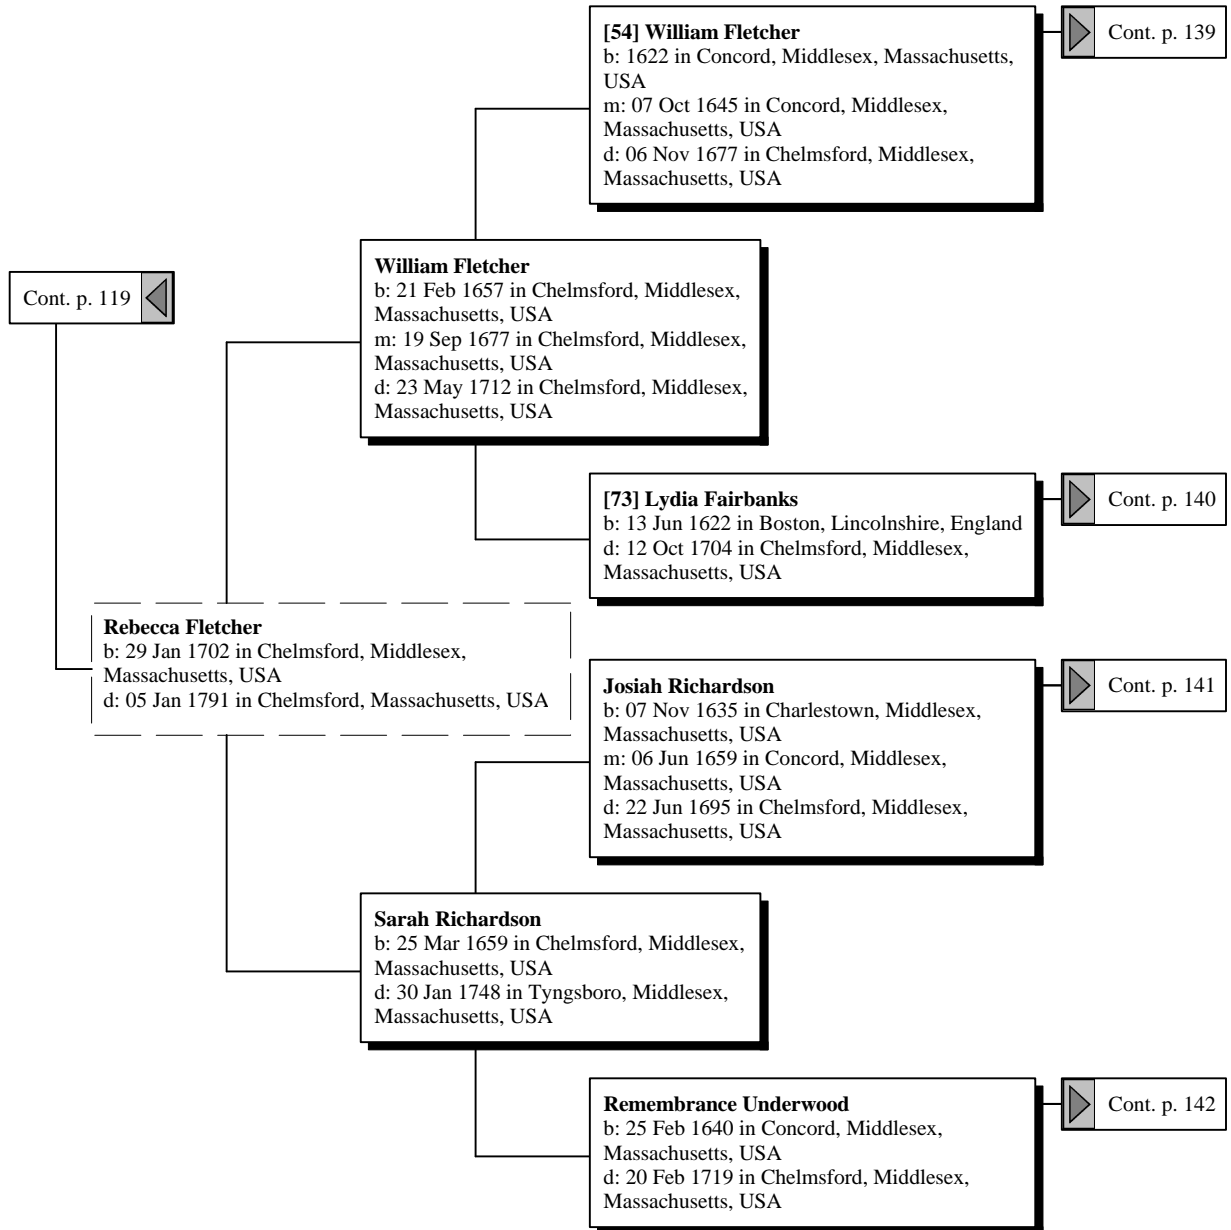 [54] William Fletcher
b: 1622 in Concord, Middlesex, Massachusetts,
USA
m: 07 Oct 1645 in Concord, Middlesex,
Massachusetts, USA
d: 06 Nov 1677 in Chelmsford, Middlesex,
Massachusetts, USA
Cont. p. 139
William Fletcher
b: 21 Feb 1657 in Chelmsford, Middlesex,
Massachusetts, USA
m: 19 Sep 1677 in Chelmsford, Middlesex,
Massachusetts, USA
d: 23 May 1712 in Chelmsford, Middlesex,
Massachusetts, USA
Cont. p. 119
[73] Lydia Fairbanks
b: 13 Jun 1622 in Boston, Lincolnshire, England
d: 12 Oct 1704 in Chelmsford, Middlesex,
Massachusetts, USA
Cont. p. 140
Rebecca Fletcher
b: 29 Jan 1702 in Chelmsford, Middlesex,
Massachusetts, USA
d: 05 Jan 1791 in Chelmsford, Massachusetts, USA
Josiah Richardson
b: 07 Nov 1635 in Charlestown, Middlesex,
Massachusetts, USA
m: 06 Jun 1659 in Concord, Middlesex,
Massachusetts, USA
d: 22 Jun 1695 in Chelmsford, Middlesex,
Massachusetts, USA
Cont. p. 141
Sarah Richardson
b: 25 Mar 1659 in Chelmsford, Middlesex,
Massachusetts, USA
d: 30 Jan 1748 in Tyngsboro, Middlesex,
Massachusetts, USA
Remembrance Underwood
b: 25 Feb 1640 in Concord, Middlesex,
Massachusetts, USA
d: 20 Feb 1719 in Chelmsford, Middlesex,
Massachusetts, USA
Cont. p. 142